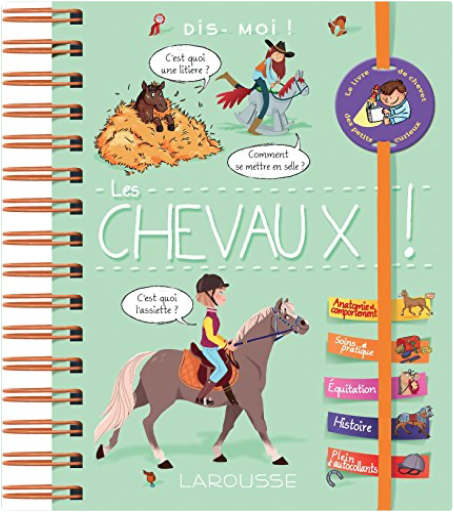 DIS-MOI !
C'est quoi
une litière ?
Le livre de chevet
des petits curieux
Comment
se mettre en selle ?
Les
CHEVAUX !
C'est quoi
l'assiette ?
Anatomie et
comportement
Soins &
pratique
Équitation
Histoire
Plein
d'autocollants
LAROUSSE